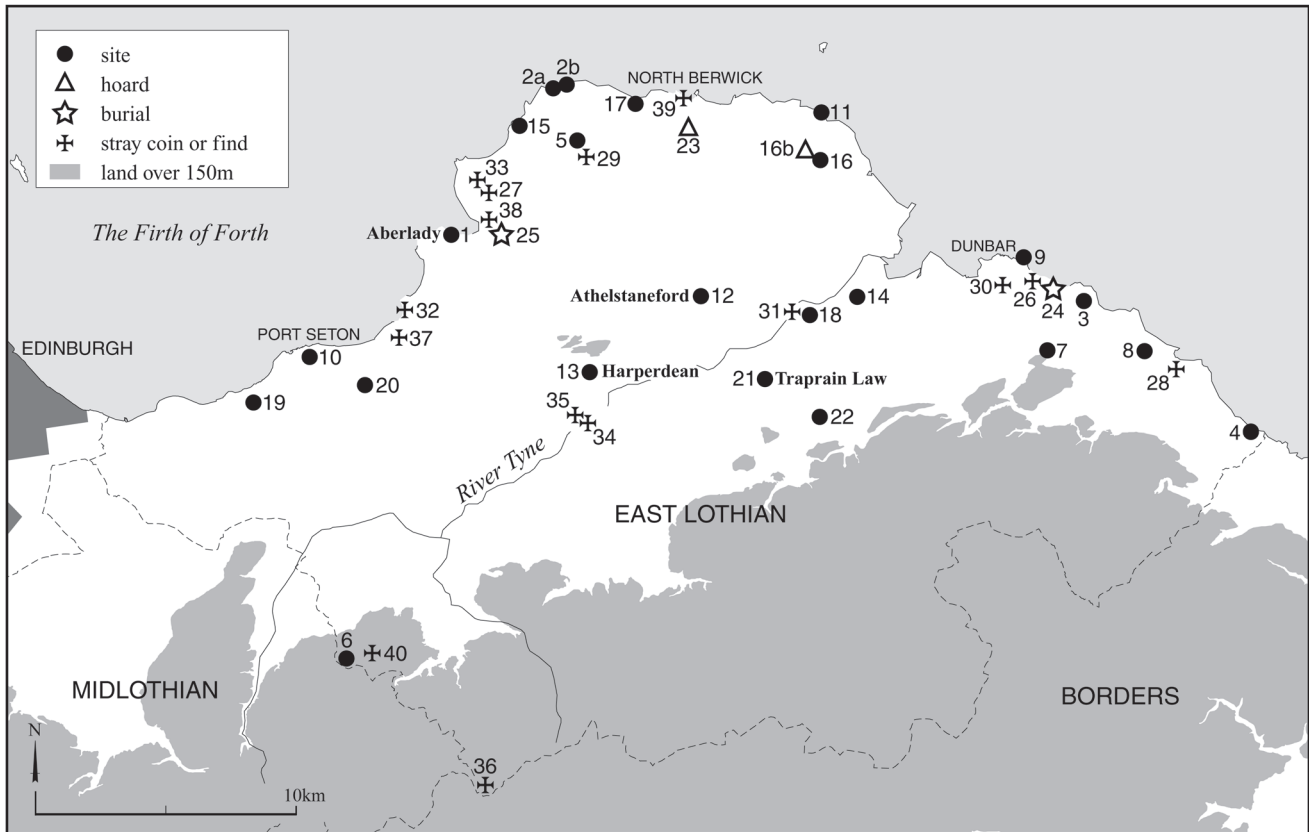 site
hoard
burial
stray coin or find
land over 150m
2a
2b
NORTH BERWICK
17
39
23
11
15
5
29
16b
16
33
27
38
The Firth of Forth
Aberlady
1
25
DUNBAR
9
30
26
24
3
Athelstaneford
12
14
31
18
32
PORT SETON
37
EDINBURGH
10
7
8
28
13
Harperdean
21
Traprain Law
20
19
35
34
22
4
River Tyne
EAST LOTHIAN
6
40
MIDLOTHIAN
BORDERS
N
36
10km